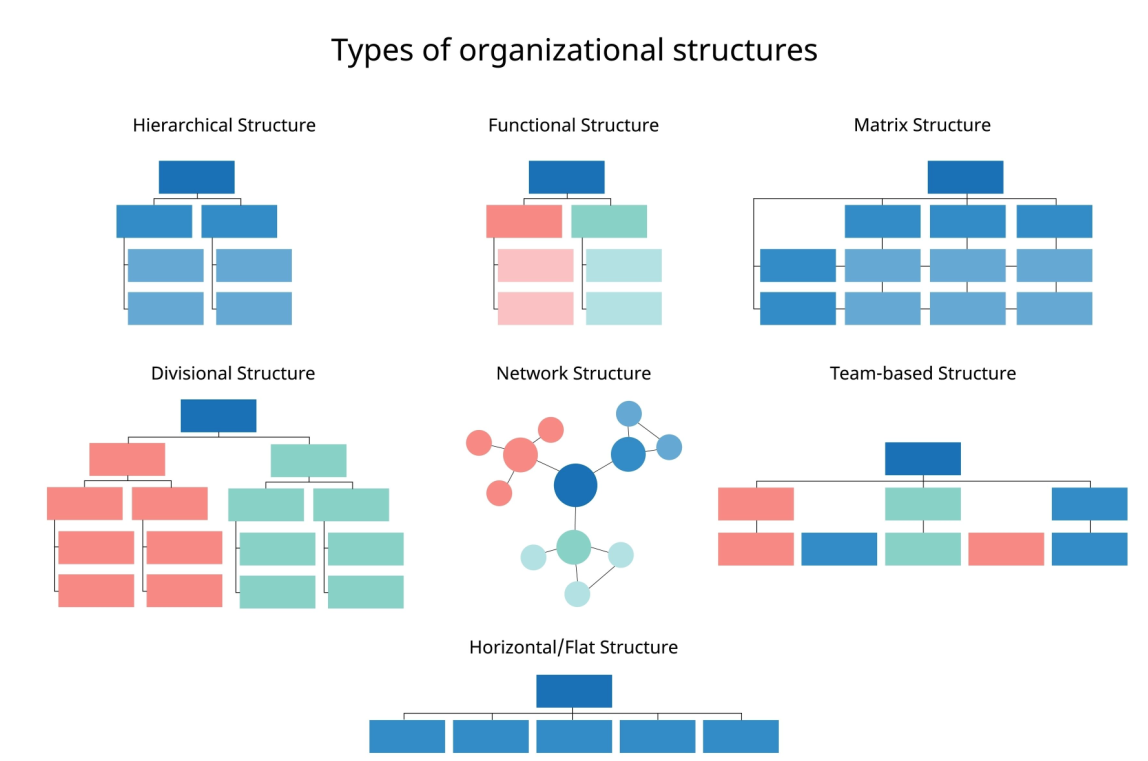 Types of organizational structures
Hierarchical Structure
Functional Structure
Matrix Structure
Divisional Structure
Network Structure
Team-based Structure
Horizontal/Flat Structure